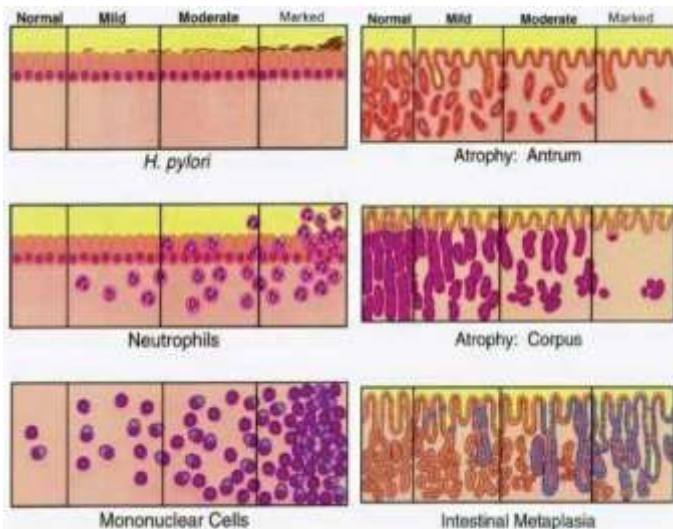 Normal Mild Moderate Marked
H. pylori
Neutrophils
Mononuclear Cells
Normal Mild Moderate Marked
Atrophy: Antrum
Atrophy: Corpus
Intestinal Metaplasia